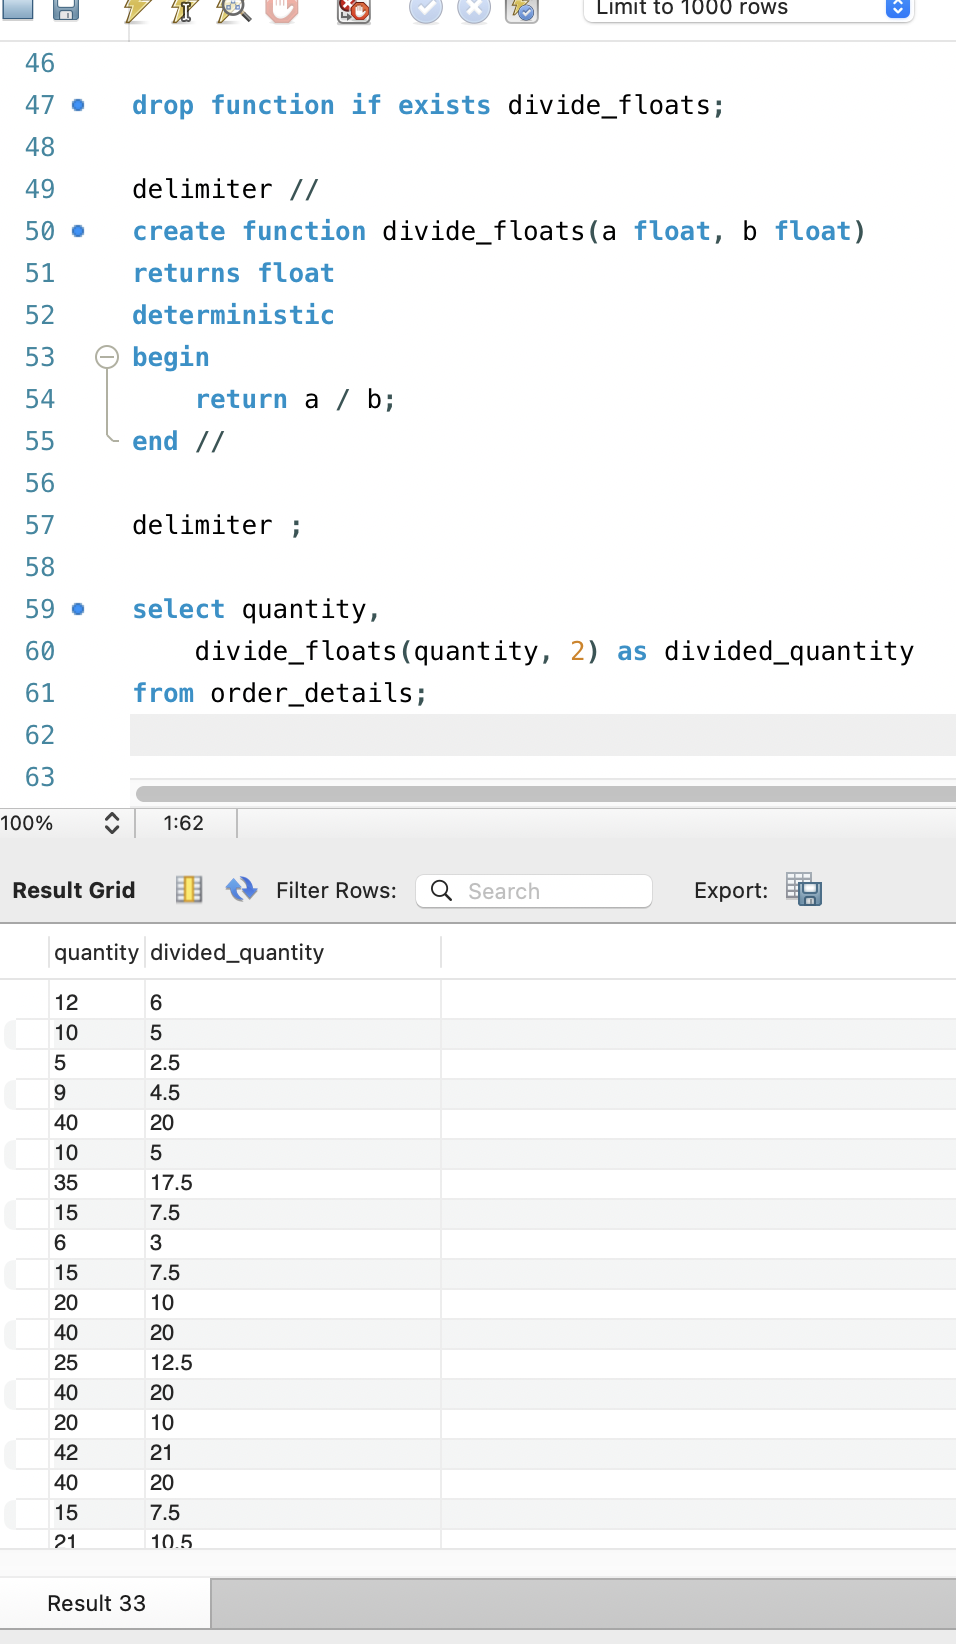 Limit to 1000 rows
46
47 drop function if exists divide_floats;
48
49 delimiter //
50 create function divide_floats(a float, b float)
51 returns float
52 deterministic
53 begin
54 return a / b;
55 end //
56
57 delimiter ;
58
59 select quantity,
60 divide_floats(quantity, 2) as divided_quantity
61 from order_details;
62
63
100% 1:62
Result Grid Filter Rows: Search Export:
quantity divided_quantity
12 6
10 5
5 2.5
9 4.5
40 20
10 5
35 17.5
15 7.5
6 3
15 7.5
20 10
40 20
25 12.5
40 20
20 10
42 21
40 20
15 7.5
21 10.5
Result 33